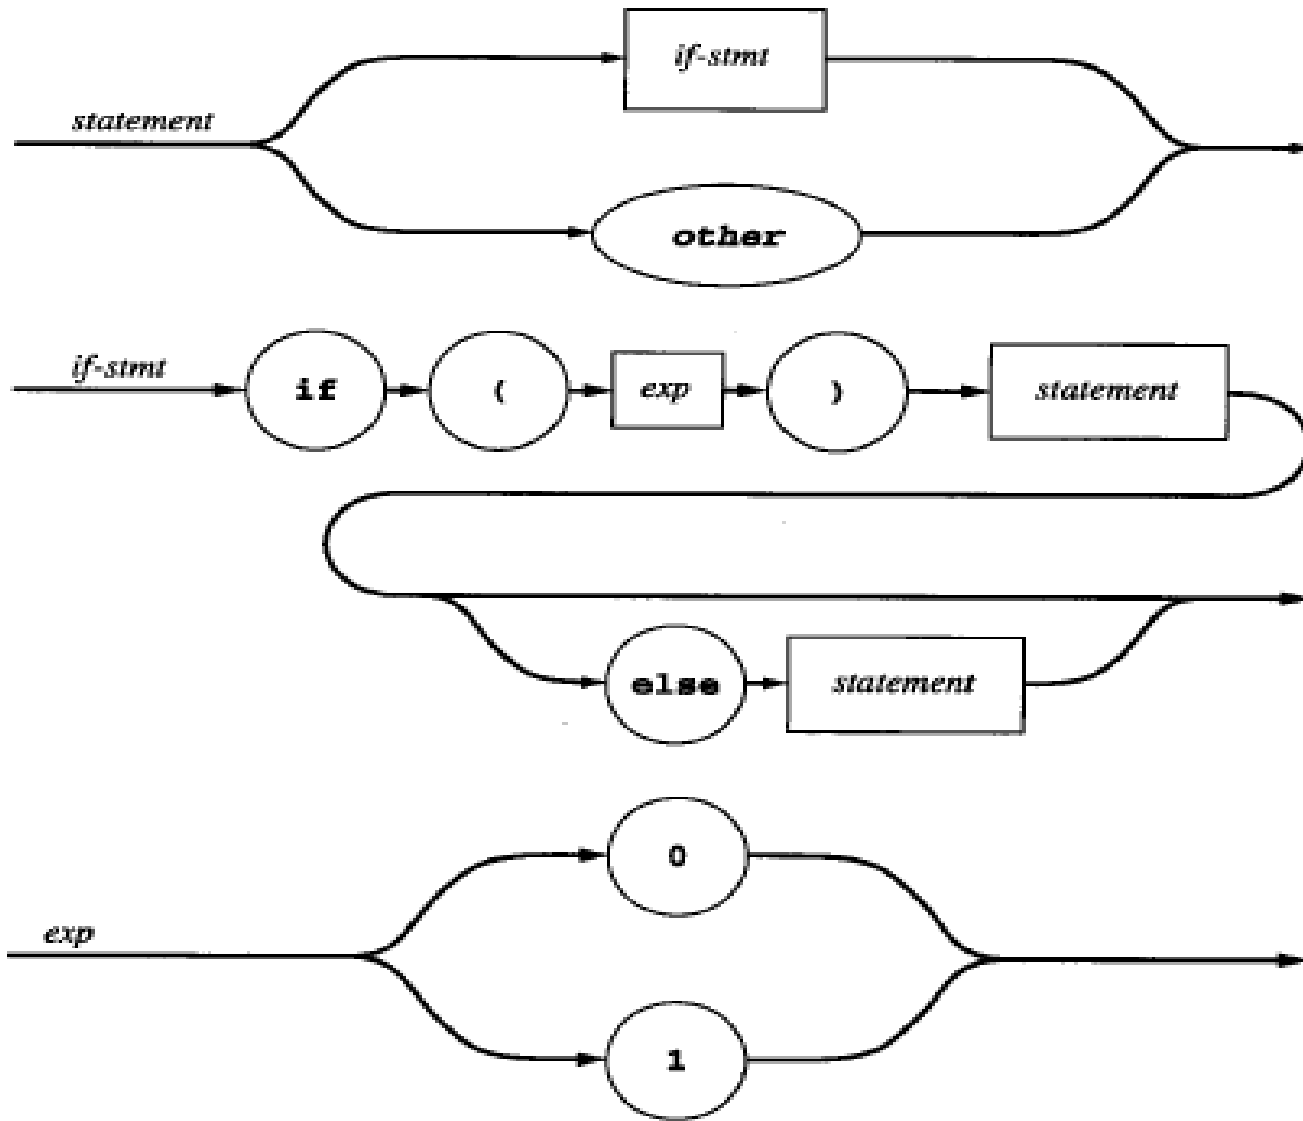 if-stmt
statement
other
if-stmt
if ( exp ) statement
else statement
0
exp
1